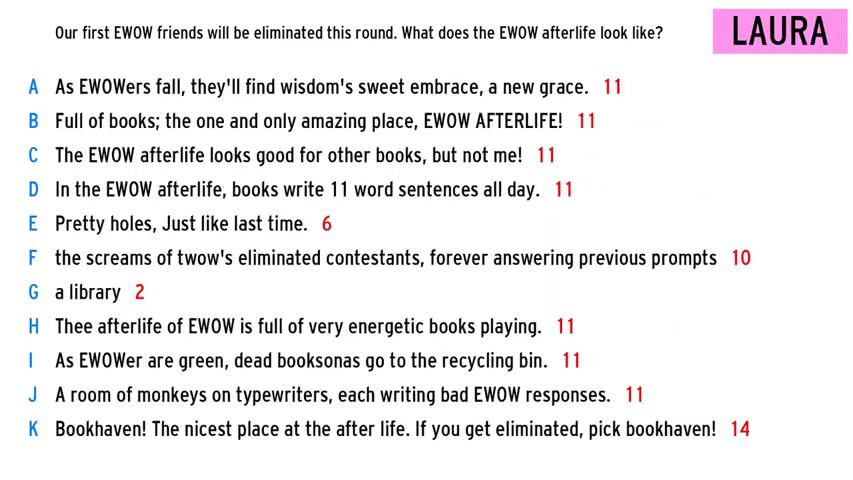 Our first EWOW friends will be eliminated this round. What does the EWOW afterlife look like?
LAURA
A As EWOWers fall, they'll find wisdom's sweet embrace, a new grace. 11
B Full of books; the one and only amazing place, EWOW AFTERLIFE! 11
C The EWOW afterlife looks good for other books, but not me! 11
D In the EWOW afterlife, books write 11 word sentences all day. 11
E Pretty holes, Just like last time. 6
F the screams of twow's eliminated contestants, forever answering previous prompts 10
G a library 2
H Thee afterlife of EWOW is full of very energetic books playing. 11
I As EWOWer are green, dead booksonas go to the recycling bin. 11
J A room of monkeys on typewriters, each writing bad EWOW responses. 11
K Bookhaven! The nicest place at the after life. If you get eliminated, pick bookhaven! 14